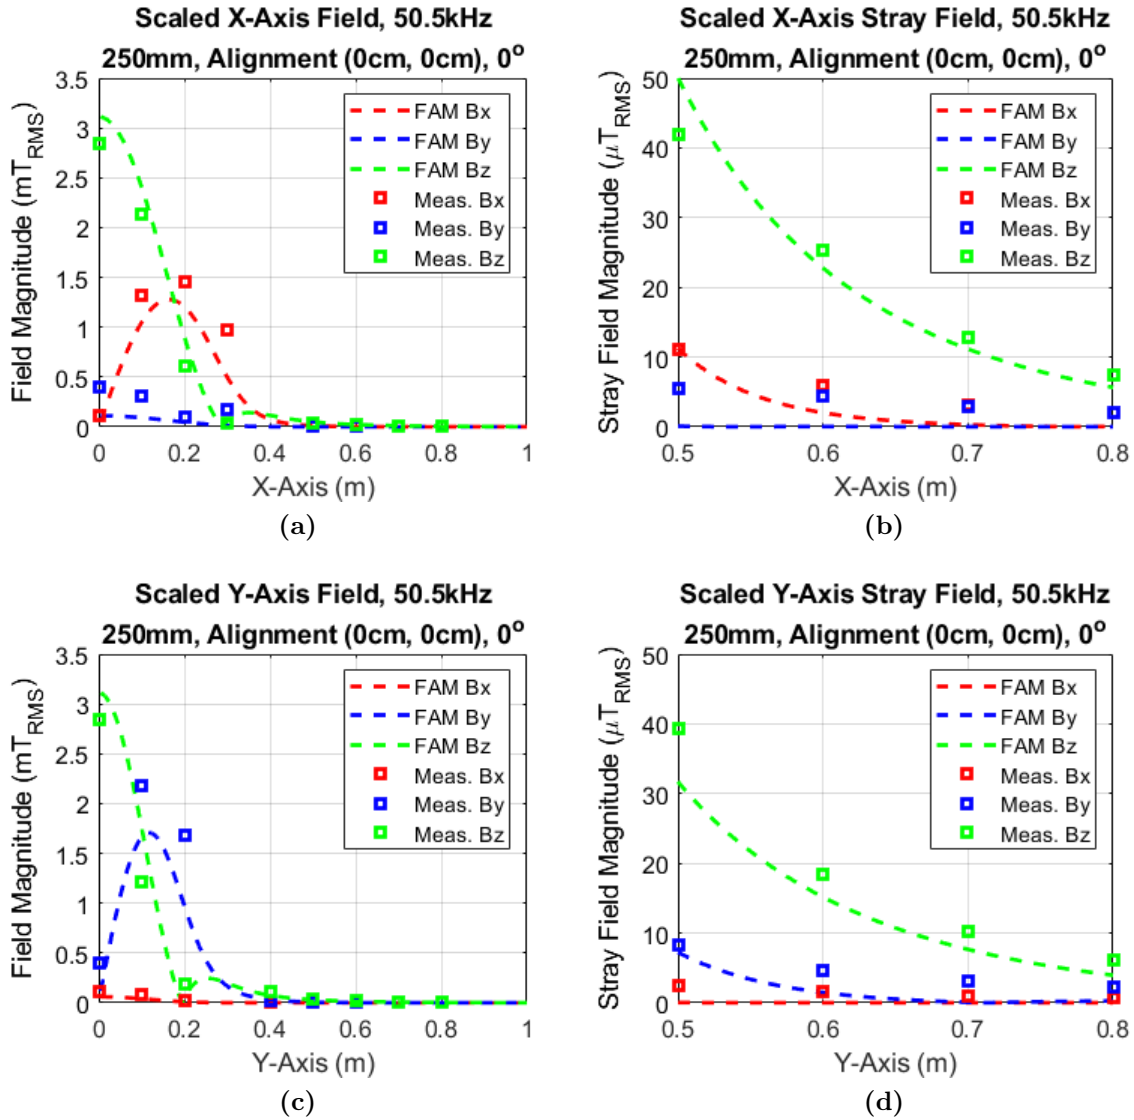 Scaled X-Axis Field, 50.5kHz
250mm, Alignment (0cm, 0cm), 0°
Field Magnitude (mT_RMS)
3.5
3
2.5
2
1.5
1
0.5
0
FAM Bx
FAM By
FAM Bz
Meas. Bx
Meas. By
Meas. Bz
0 0.2 0.4 0.6 0.8 1
X-Axis (m)
(a)
Scaled X-Axis Stray Field, 50.5kHz
250mm, Alignment (0cm, 0cm), 0°
Stray Field Magnitude (μT_RMS)
50
40
30
20
10
0
FAM Bx
FAM By
FAM Bz
Meas. Bx
Meas. By
Meas. Bz
0.5 0.6 0.7 0.8
X-Axis (m)
(b)
Scaled Y-Axis Field, 50.5kHz
250mm, Alignment (0cm, 0cm), 0°
Field Magnitude (mT_RMS)
3.5
3
2.5
2
1.5
1
0.5
0
FAM Bx
FAM By
FAM Bz
Meas. Bx
Meas. By
Meas. Bz
0 0.2 0.4 0.6 0.8 1
Y-Axis (m)
(c)
Scaled Y-Axis Stray Field, 50.5kHz
250mm, Alignment (0cm, 0cm), 0°
Stray Field Magnitude (μT_RMS)
50
40
30
20
10
0
FAM Bx
FAM By
FAM Bz
Meas. Bx
Meas. By
Meas. Bz
0.5 0.6 0.7 0.8
Y-Axis (m)
(d)